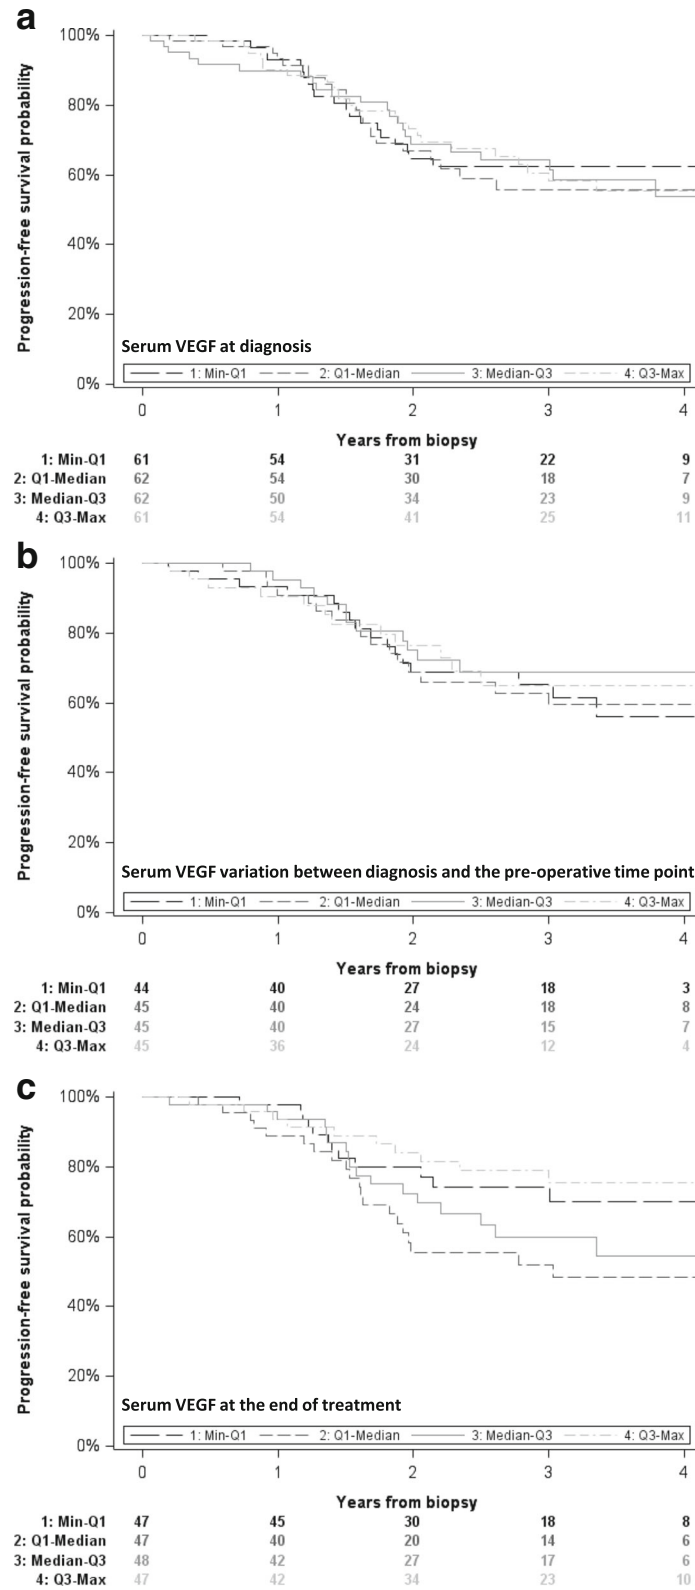 a
100%
80%
60%
40%
20%
0%
Progression-free survival probability
Serum VEGF at diagnosis
1: Min-Q1 2: Q1-Median 3: Median-Q3 4: Q3-Max
0 1 2 3 4
Years from biopsy
1: Min-Q1 61 54 31 22 9
2: Q1-Median 62 54 30 18 7
3: Median-Q3 62 50 34 23 9
4: Q3-Max 61 54 41 25 11
b
100%
80%
60%
40%
20%
0%
Progression-free survival probability
Serum VEGF variation between diagnosis and the pre-operative time point
1: Min-Q1 2: Q1-Median 3: Median-Q3 4: Q3-Max
0 1 2 3 4
Years from biopsy
1: Min-Q1 44 40 27 18 3
2: Q1-Median 45 40 24 18 8
3: Median-Q3 45 40 27 15 7
4: Q3-Max 45 36 24 12 4
c
100%
80%
60%
40%
20%
0%
Progression-free survival probability
Serum VEGF at the end of treatment
1: Min-Q1 2: Q1-Median 3: Median-Q3 4: Q3-Max
0 1 2 3 4
Years from biopsy
1: Min-Q1 47 45 30 18 8
2: Q1-Median 47 40 20 14 6
3: Median-Q3 48 42 27 17 6
4: Q3-Max 47 42 34 23 10